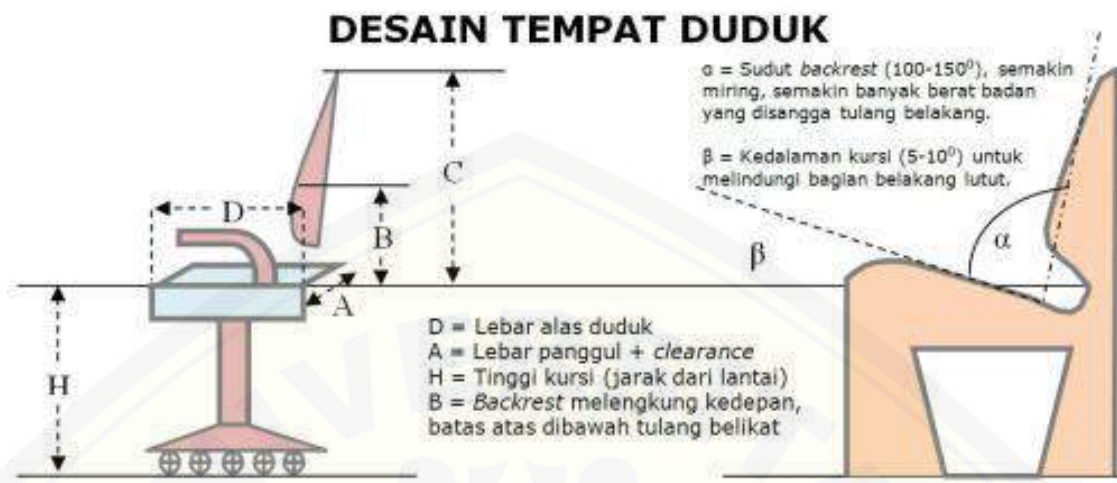 DESAIN TEMPAT DUDUK
α = Sudut backrest (100-150⁰), semakin
miring, semakin banyak berat badan
yang disangga tulang belakang.
β = Kedalaman kursi (5-10⁰) untuk
melindungi bagian belakang lutut.
C
D
B
β
α
A
H
D = Lebar alas duduk
A = Lebar panggul + clearance
H = Tinggi kursi (jarak dari lantai)
B = Backrest melengkung kedepan,
batas atas dibawah tulang belikat